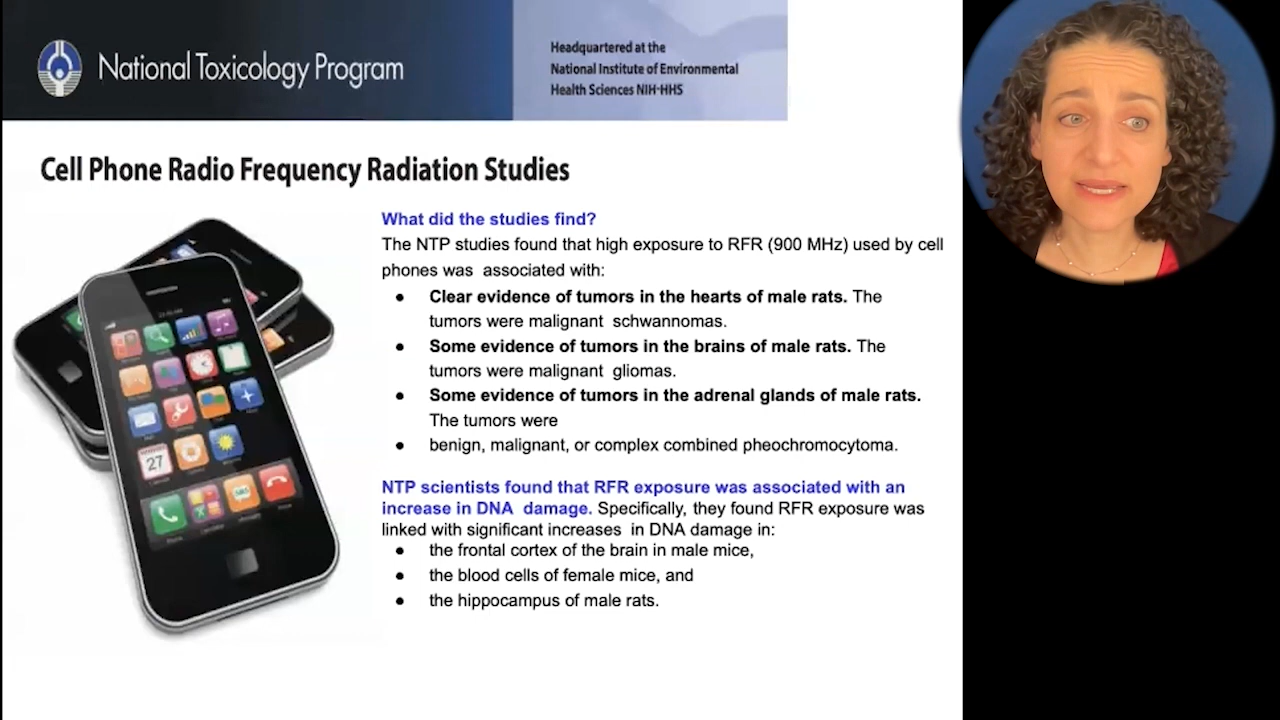 National Toxicology Program
Headquartered at the
National Institute of Environmental
Health Sciences NIH-HHS
Cell Phone Radio Frequency Radiation Studies
What did the studies find?
The NTP studies found that high exposure to RFR (900 MHz) used by cell
phones was associated with:
● Clear evidence of tumors in the hearts of male rats. The
tumors were malignant schwannomas.
● Some evidence of tumors in the brains of male rats. The
tumors were malignant gliomas.
● Some evidence of tumors in the adrenal glands of male rats.
The tumors were
● benign, malignant, or complex combined pheochromocytoma.
NTP scientists found that RFR exposure was associated with an
increase in DNA damage. Specifically, they found RFR exposure was
linked with significant increases in DNA damage in:
● the frontal cortex of the brain in male mice,
● the blood cells of female mice, and
● the hippocampus of male rats.
27